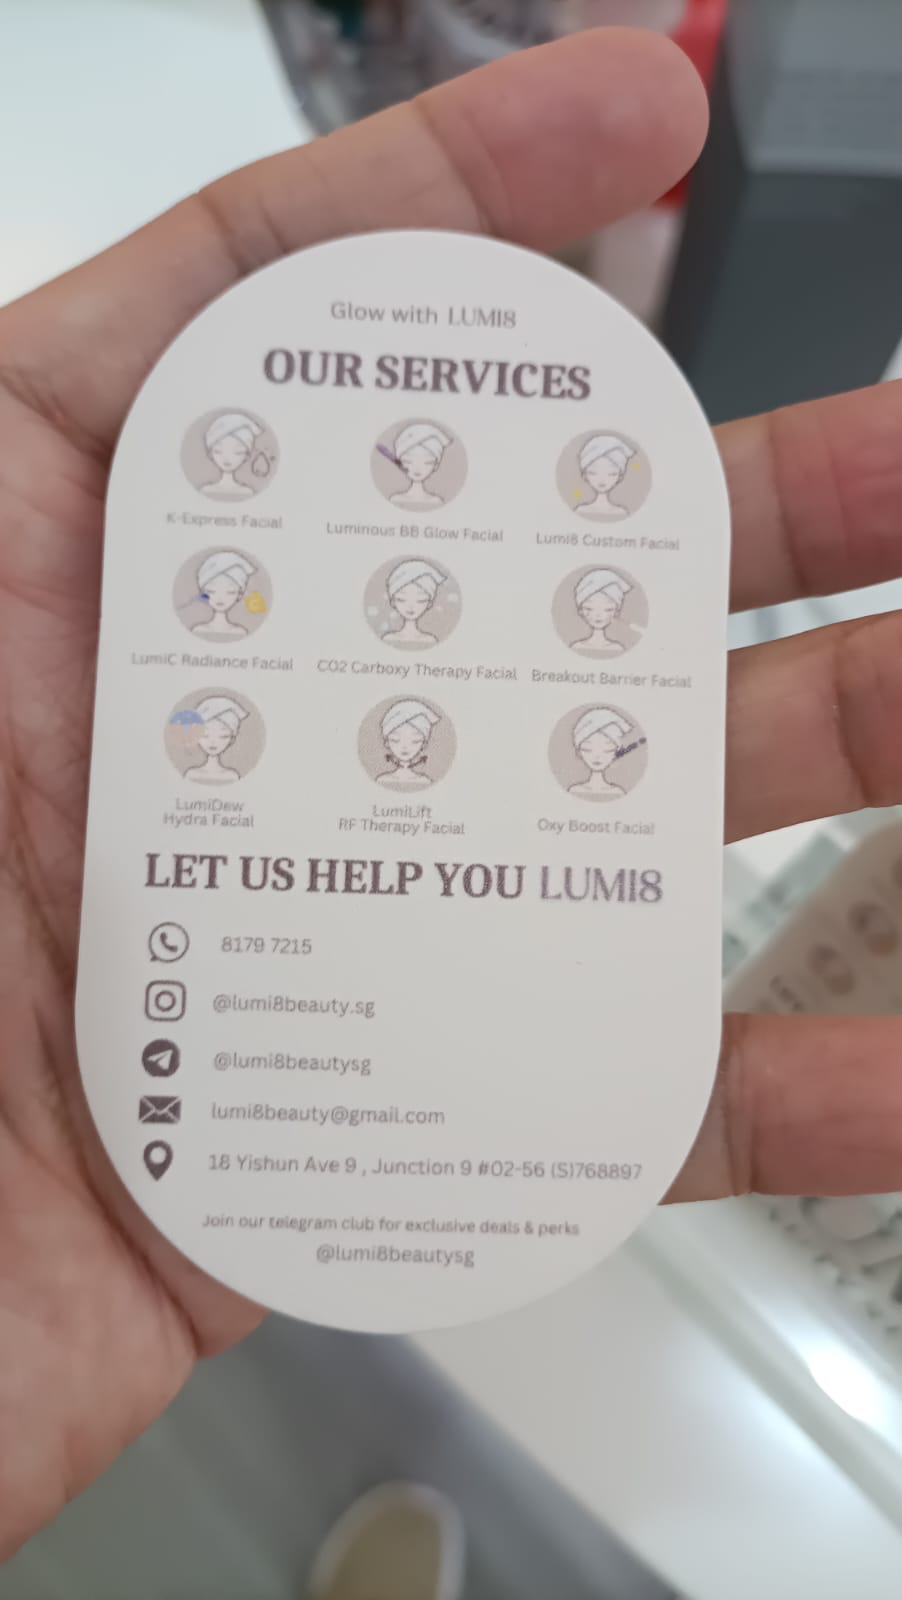 Glow with LUMI8
OUR SERVICES
K-Express Facial
Luminous BB Glow Facial
Lumi8 Custom Facial
LumiC Radiance Facial
CO2 Carboxy Therapy Facial
Breakout Barrier Facial
LumiDew
Hydra Facial
LumiLift
RF Therapy Facial
Oxy Boost Facial
LET US HELP YOU LUMI8
8179 7215
@lumi8beauty.sg
@lumi8beautysg
lumi8beauty@gmail.com
18 Yishun Ave 9 , Junction 9 #02-56 (S)768897
Join our telegram club for exclusive deals & perks
@lumi8beautysg